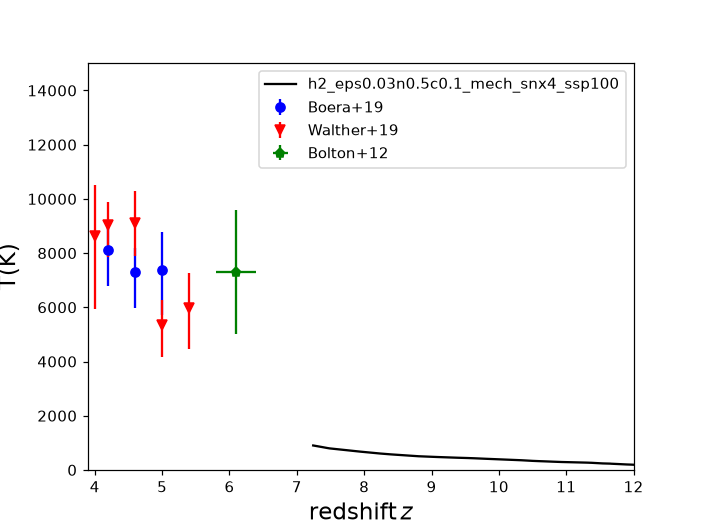 h2_eps0.03n0.5c0.1_mech_snx4_ssp100
Boera+19
Walther+19
Bolton+12
14000
12000
10000
8000
6000
4000
2000
0
T(K)
4 5 6 7 8 9 10 11 12
redshift z